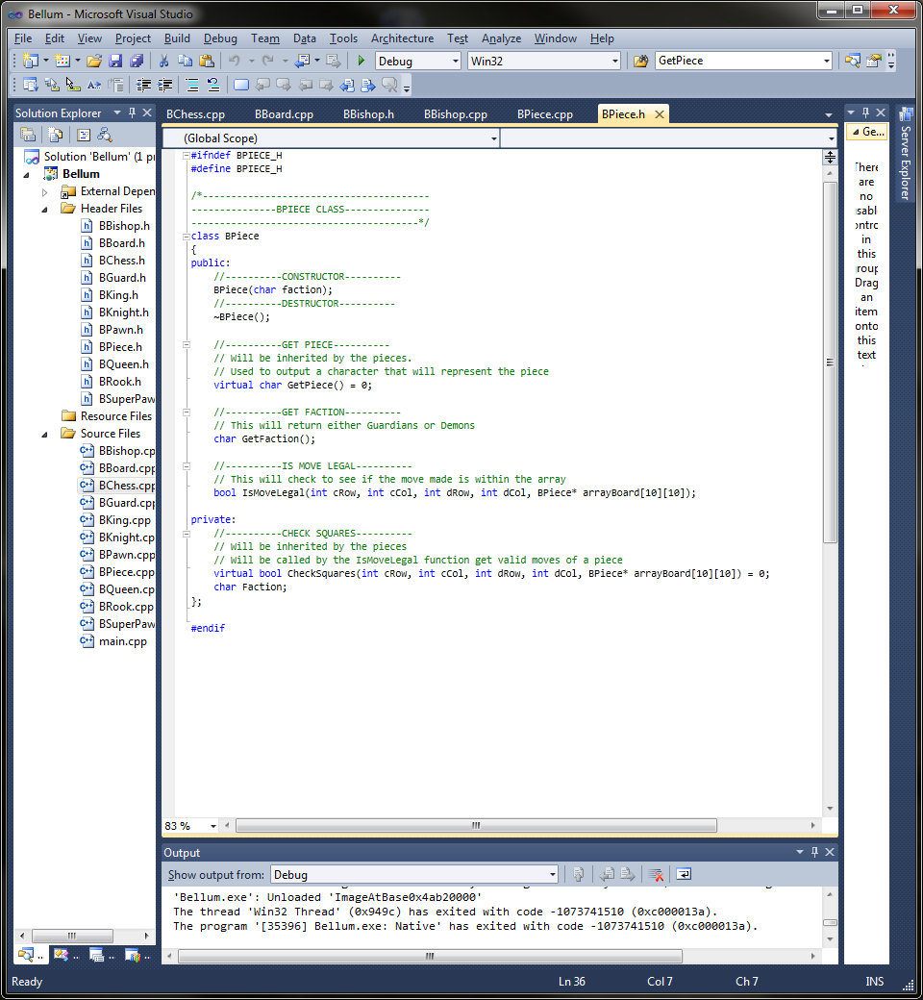 Bellum - Microsoft Visual Studio
File Edit View Project Build Debug Team Data Tools Architecture Test Analyze Window Help
Debug Win32 GetPiece
Solution Explorer
BChess.cpp BBoard.cpp BBishop.h BBishop.cpp BPiece.cpp BPiece.h
(Global Scope)
Solution 'Bellum' (1 pr
Bellum
External Depen
Header Files
BBishop.h
BBoard.h
BChess.h
BGuard.h
BKing.h
BKnight.h
BPawn.h
BPiece.h
BQueen.h
BRook.h
BSuperPaw
Resource Files
Source Files
BBishop.cp
BBoard.cpp
BChess.cpp
BGuard.cpp
BKing.cpp
BKnight.cp
BPawn.cpp
BPiece.cpp
BQueen.cp
BRook.cpp
BSuperPaw
main.cpp
#ifndef BPIECE_H
#define BPIECE_H
/*----------------------------------------
---------------BPIECE CLASS---------------
----------------------------------------*/
class BPiece
{
public:
//----------CONSTRUCTOR----------
BPiece(char faction);
//----------DESTRUCTOR----------
~BPiece();
//----------GET PIECE----------
// Will be inherited by the pieces.
// Used to output a character that will represent the piece
virtual char GetPiece() = 0;
//----------GET FACTION----------
// This will return either Guardians or Demons
char GetFaction();
//----------IS MOVE LEGAL----------
// This will check to see if the move made is within the array
bool IsMoveLegal(int cRow, int cCol, int dRow, int dCol, BPiece* arrayBoard[10][10]);
private:
//----------CHECK SQUARES----------
// Will be inherited by the pieces
// Will be called by the IsMoveLegal function get valid moves of a piece
virtual bool CheckSquares(int cRow, int cCol, int dRow, int dCol, BPiece* arrayBoard[10][10]) = 0;
char Faction;
};
#endif
83 %
Ge...
There
are
no
usabl
ontro
in
this
group
Drag
an
item
onto
this
text
Server Explorer
Output
Show output from: Debug
'Bellum.exe': Unloaded 'ImageAtBase0x4ab20000'
The thread 'Win32 Thread' (0x949c) has exited with code -1073741510 (0xc000013a).
The program '[35396] Bellum.exe: Native' has exited with code -1073741510 (0xc000013a).
Ready Ln 36 Col 7 Ch 7 INS